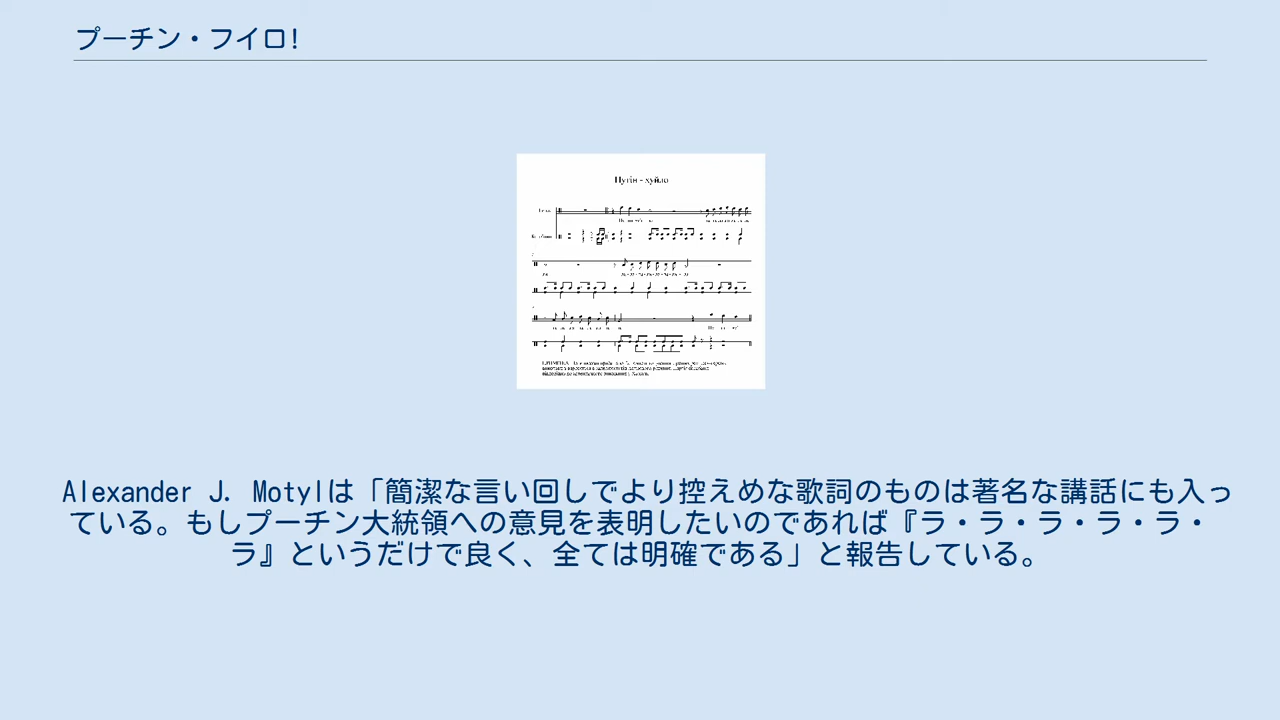 プーチン・フイロ!
Путін - хуйло
Alexander J. Motylは「簡潔な言い回しでより控えめな歌詞のものは著名な講話にも入っ
ている。もしプーチン大統領への意見を表明したいのであれば『ラ・ラ・ラ・ラ・ラ・
ラ』というだけで良く、全ては明確である」と報告している。